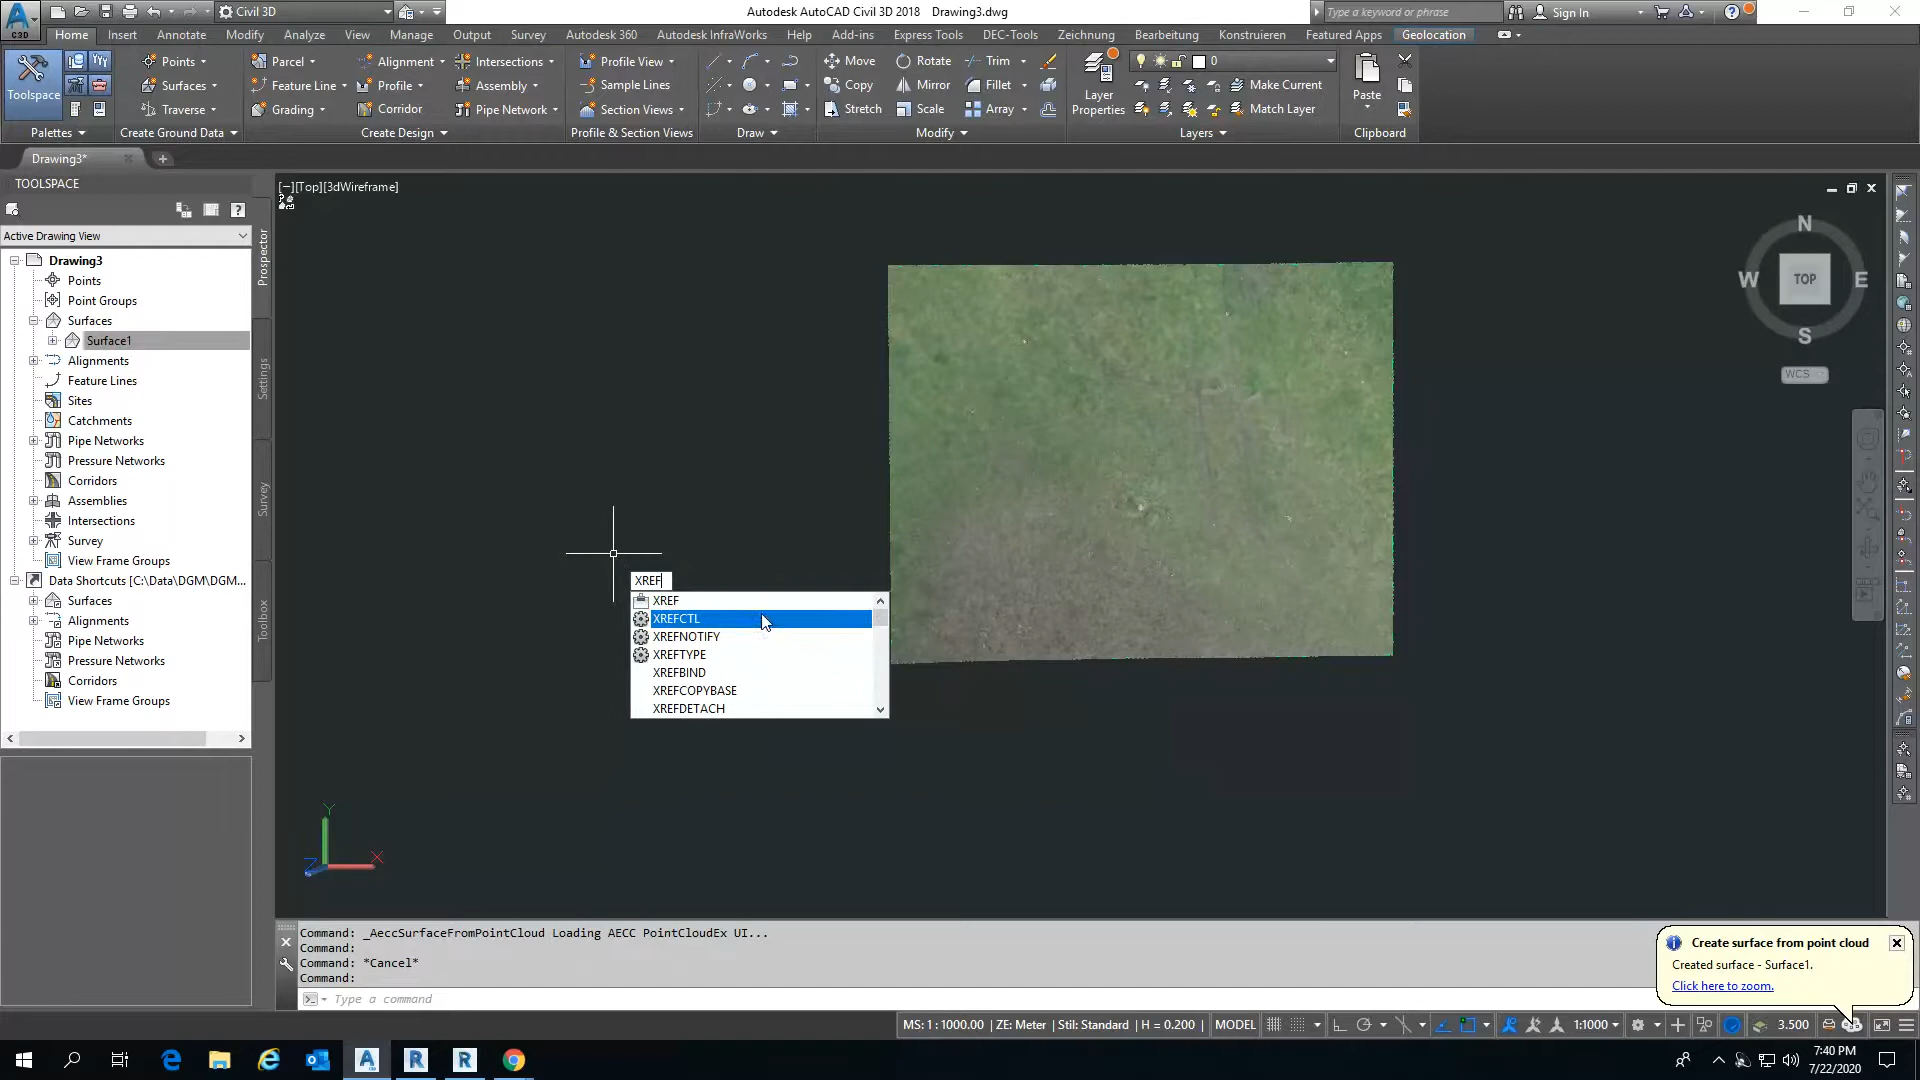 C3D
Civil 3D
Autodesk AutoCAD Civil 3D 2018 Drawing3.dwg
Type a keyword or phrase
Sign In
Home Insert Annotate Modify Analyze View Manage Output Survey Autodesk 360 Autodesk InfraWorks Help Add-ins Express Tools DEC-Tools Zeichnung Bearbeitung Konstruieren Featured Apps Geolocation
Toolspace
Points
Surfaces
Traverse
Parcel
Feature Line
Grading
Alignment
Profile
Corridor
Intersections
Assembly
Pipe Network
Profile View
Sample Lines
Section Views
Move
Copy
Stretch
Rotate
Mirror
Scale
Trim
Fillet
Array
Layer
Properties
0
Make Current
Match Layer
Paste
Palettes Create Ground Data Create Design Profile & Section Views Draw Modify Layers Clipboard
Drawing3*
TOOLSPACE
Active Drawing View
Drawing3
Points
Point Groups
Surfaces
Surface1
Alignments
Feature Lines
Sites
Catchments
Pipe Networks
Pressure Networks
Corridors
Assemblies
Intersections
Survey
View Frame Groups
Data Shortcuts [C:\Data\DGM\DGM...
Surfaces
Alignments
Pipe Networks
Pressure Networks
Corridors
View Frame Groups
Prospector
Settings
Survey
Toolbox
[−][Top][3dWireframe]
N
W
TOP
E
S
WCS
XREF
XREF
XREFCTL
XREFNOTIFY
XREFTYPE
XREFBIND
XREFCOPYBASE
XREFDETACH
Y
Z
X
Command: _AeccSurfaceFromPointCloud Loading AECC PointCloudEx UI...
Command:
Command: *Cancel*
Command:
Type a command
Create surface from point cloud
Created surface - Surface1.
Click here to zoom.
MS: 1 : 1000.00 | ZE: Meter | Stil: Standard | H = 0.200 | MODEL
1:1000
3.500
7:40 PM
7/22/2020